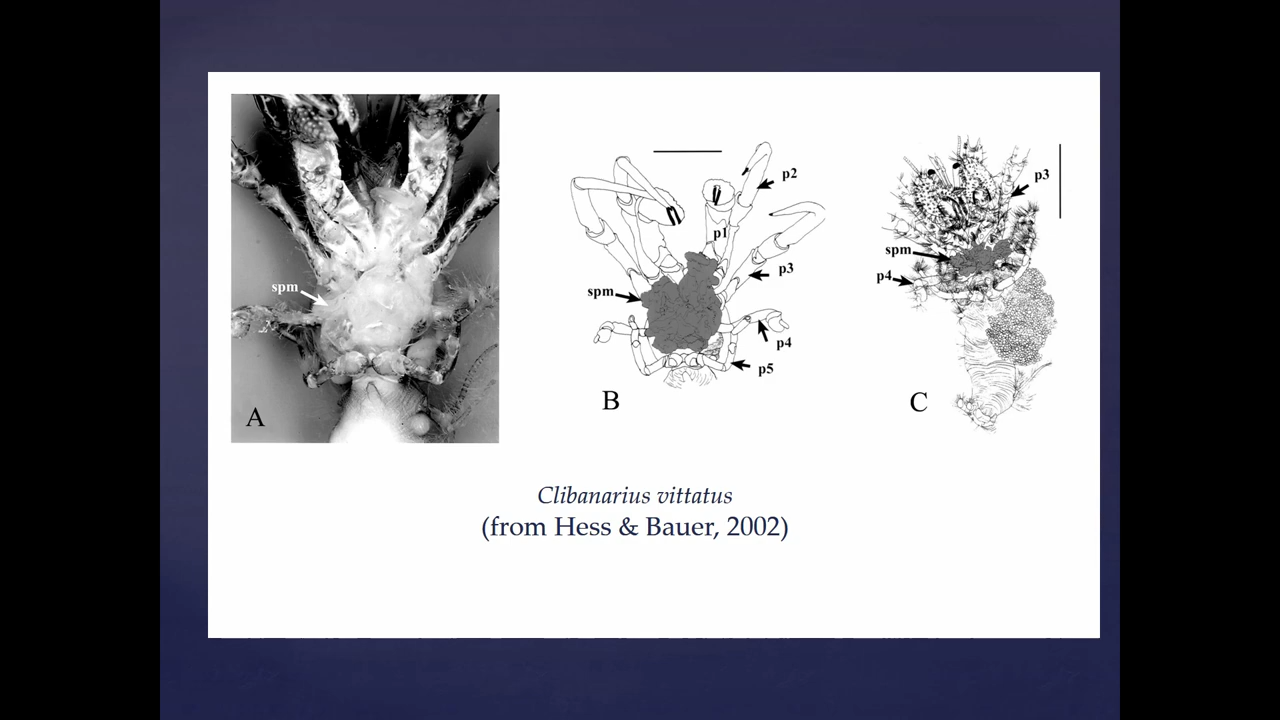 spm
A
p2
p1
p3
spm
p4
p5
B
p3
spm
p4
C
Clibanarius vittatus
(from Hess & Bauer, 2002)